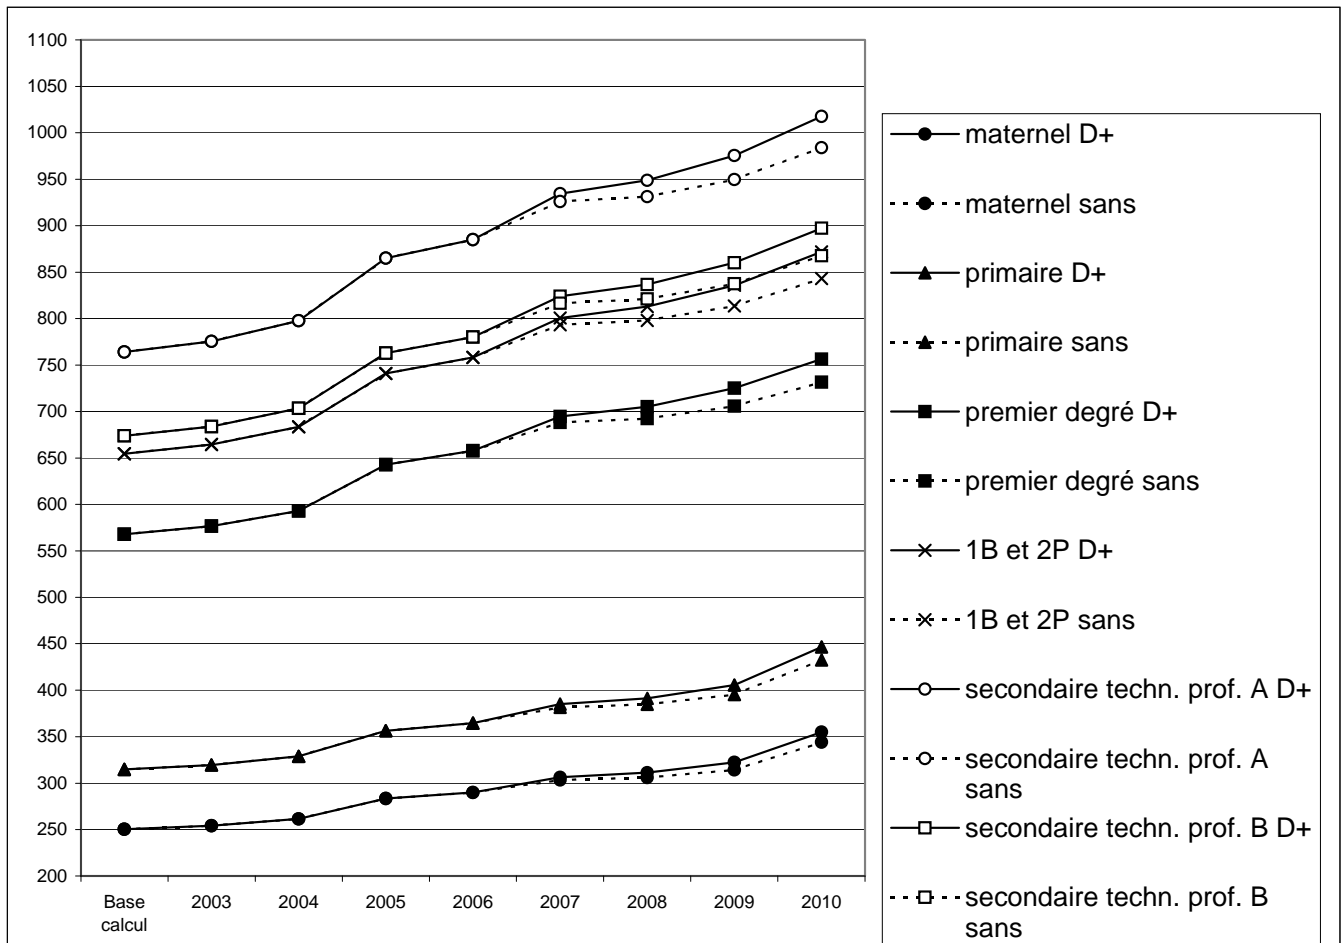 1100
1050
1000
950
900
850
800
750
700
650
600
550
500
450
400
350
300
250
200
Base calcul
2003
2004
2005
2006
2007
2008
2009
2010
maternel D+
maternel sans
primaire D+
primaire sans
premier degré D+
premier degré sans
1B et 2P D+
1B et 2P sans
secondaire techn. prof. A D+
secondaire techn. prof. A
sans
secondaire techn. prof. B D+
secondaire techn. prof. B
sans